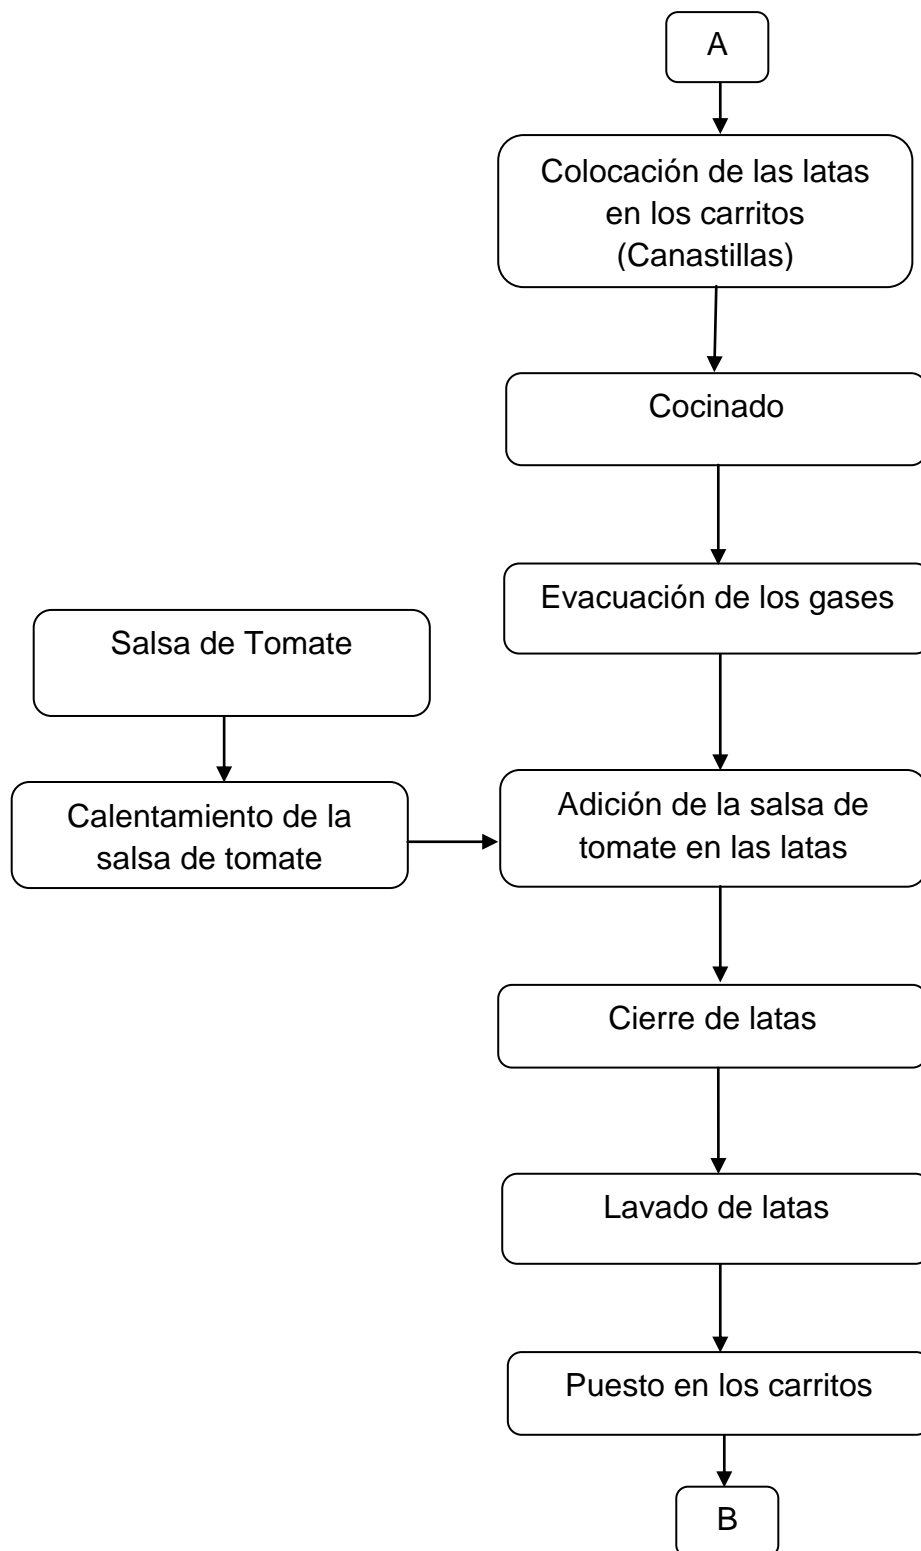 A
Colocación de las latas
en los carritos
(Canastillas)
Cocinado
Evacuación de los gases
Salsa de Tomate
Calentamiento de la
salsa de tomate
Adición de la salsa de
tomate en las latas
Cierre de latas
Lavado de latas
Puesto en los carritos
B